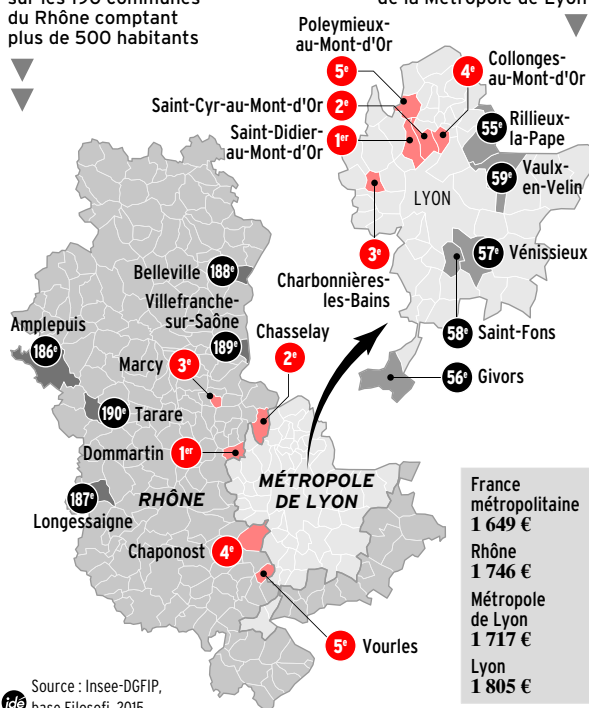 sur les 190 communes
du Rhône comptant
plus de 500 habitants
de la Métropole de Lyon
Poleymieux-
au-Mont-d'Or
5e
4e
Collonges-
au-Mont-d'Or
Saint-Cyr-au-Mont-d'Or
2e
Saint-Didier-
au-Mont-d'Or
1er
55e
Rillieux-
la-Pape
59e
Vaulx-
en-Velin
LYON
3e
Charbonnières-
les-Bains
57e
Vénissieux
58e
Saint-Fons
56e
Givors
Belleville
188e
Villefranche-
sur-Saône
189e
Amplepuis
186e
Marcy
3e
Chasselay
2e
190e
Tarare
Dommartin
1er
187e
Longessaigne
RHÔNE
MÉTROPOLE
DE LYON
Chaponost
4e
5e
Vourles
France
métropolitaine
1 649 €
Rhône
1 746 €
Métropole
de Lyon
1 717 €
Lyon
1 805 €
idé
Source : Insee-DGFIP,
base Filosofi, 2015